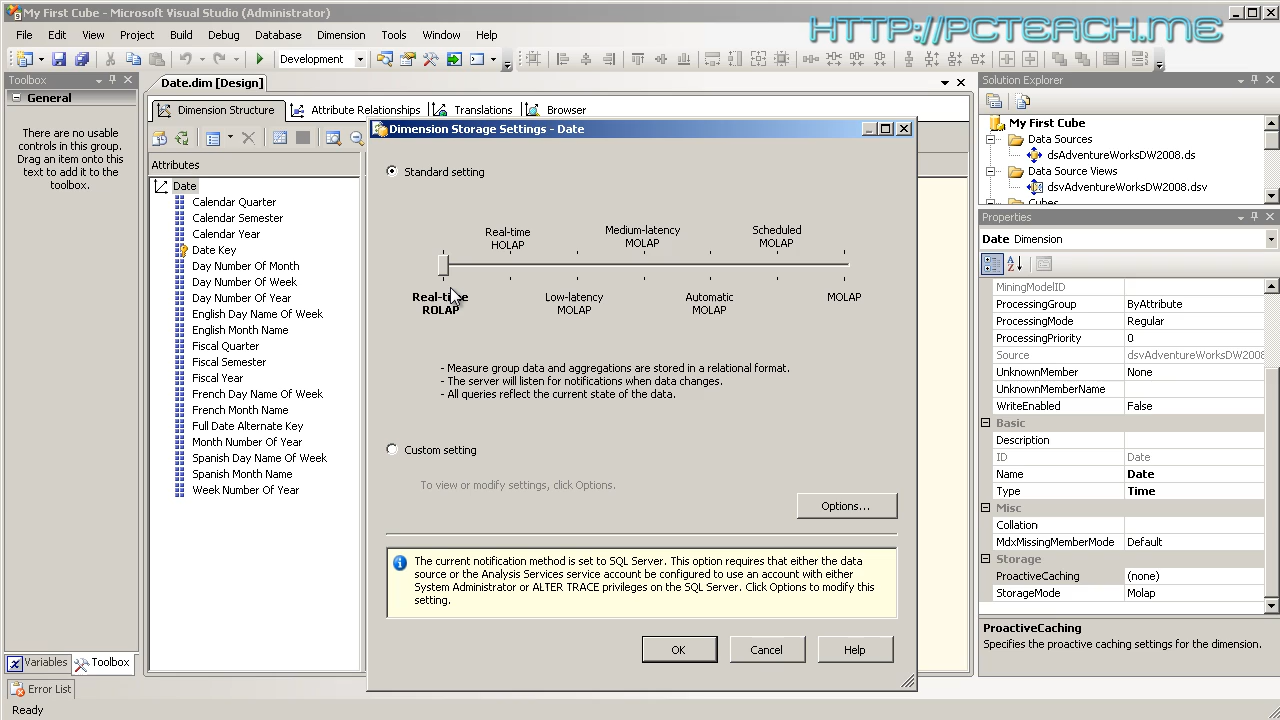 My First Cube - Microsoft Visual Studio (Administrator)
HTTP://PCTEACH.ME
File Edit View Project Build Debug Database Dimension Tools Window Help
Development
Toolbox
General
There are no usable
controls in this group.
Drag an item onto this
text to add it to the
toolbox.
Variables Toolbox
Error List
Ready
Date.dim [Design]
Dimension Structure Attribute Relationships Translations Browser
Attributes
Date
Calendar Quarter
Calendar Semester
Calendar Year
Date Key
Day Number Of Month
Day Number Of Week
Day Number Of Year
English Day Name Of Week
English Month Name
Fiscal Quarter
Fiscal Semester
Fiscal Year
French Day Name Of Week
French Month Name
Full Date Alternate Key
Month Number Of Year
Spanish Day Name Of Week
Spanish Month Name
Week Number Of Year
Dimension Storage Settings - Date
Standard setting
Real-time
HOLAP
Medium-latency
MOLAP
Scheduled
MOLAP
Real-time
ROLAP
Low-latency
MOLAP
Automatic
MOLAP
MOLAP
- Measure group data and aggregations are stored in a relational format.
- The server will listen for notifications when data changes.
- All queries reflect the current state of the data.
Custom setting
To view or modify settings, click Options.
Options...
The current notification method is set to SQL Server. This option requires that either the data
source or the Analysis Services service account be configured to use an account with either
System Administrator or ALTER TRACE privileges on the SQL Server. Click Options to modify this
setting.
OK Cancel Help
Solution Explorer
My First Cube
Data Sources
dsAdventureWorksDW2008.ds
Data Source Views
dsvAdventureWorksDW2008.dsv
Cubes
Properties
Date Dimension
MiningModelID
ProcessingGroup ByAttribute
ProcessingMode Regular
ProcessingPriority 0
Source dsvAdventureWorksDW2008
UnknownMember None
UnknownMemberName
WriteEnabled False
Basic
Description
ID Date
Name Date
Type Time
Misc
Collation
MdxMissingMemberMode Default
Storage
ProactiveCaching (none)
StorageMode Molap
ProactiveCaching
Specifies the proactive caching settings for the dimension.